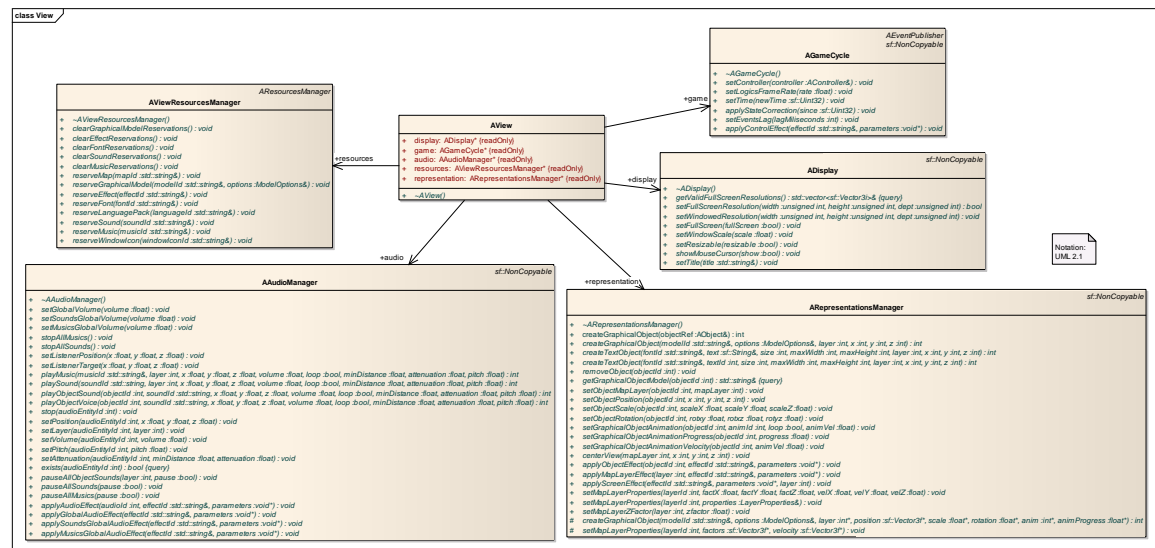 class View
AEventPublisher
sf::NonCopyable
AGameCycle
+ ~AGameCycle()
+ setController(controller :AController&) : void
+ setLogicsFrameRate(rate :float) : void
+ setTime(newTime :sf::Uint32) : void
+ applyStateCorrection(since :sf::Uint32) : void
+ setEventsLag(lagMiliseconds :int) : void
+ applyControlEffect(effectId :std::string&, parameters :void*) : void
AResourcesManager
AViewResourcesManager
+ ~AViewResourcesManager()
+ clearGraphicalModelReservations() : void
+ clearEffectReservations() : void
+ clearFontReservations() : void
+ clearSoundReservations() : void
+ clearMusicReservations() : void
+ reserveMap(mapId :std::string&) : void
+ reserveGraphicalModel(modelId :std::string&, options :ModelOptions&) : void
+ reserveEffect(effectId :std::string&) : void
+ reserveFont(fontId :std::string&) : void
+ reserveLanguagePack(languageId :std::string&) : void
+ reserveSound(soundId :std::string&) : void
+ reserveMusic(musicId :std::string&) : void
+ reserveWindowIcon(windowIconId :std::string&) : void
AView
+ display: ADisplay* {readOnly}
+ game: AGameCycle* {readOnly}
+ audio: AAudioManager* {readOnly}
+ resources: AViewResourcesManager* {readOnly}
+ representation: ARepresentationsManager* {readOnly}
+ ~AView()
+game
+resources
+display
+audio
+representation
sf::NonCopyable
ADisplay
+ ~ADisplay()
+ getValidFullScreenResolutions() : std::vector<sf::Vector3i>& {query}
+ setFullScreenResolution(width :unsigned int, height :unsigned int, dept :unsigned int) : bool
+ setWindowedResolution(width :unsigned int, height :unsigned int, dept :unsigned int) : void
+ setFullScreen(fullScreen :bool) : void
+ setWindowScale(scale :float) : void
+ setResizable(resizable :bool) : void
+ showMouseCursor(show :bool) : void
+ setTitle(title :std::string&) : void
Notation:
UML 2.1
sf::NonCopyable
AAudioManager
+ ~AAudioManager()
+ setGlobalVolume(volume :float) : void
+ setSoundsGlobalVolume(volume :float) : void
+ setMusicsGlobalVolume(volume :float) : void
+ stopAllMusics() : void
+ stopAllSounds() : void
+ setListenerPosition(x :float, y :float, z :float) : void
+ setListenerTarget(x :float, y :float, z :float) : void
+ playMusic(musicId :std::string&, layer :int, x :float, y :float, z :float, volume :float, loop :bool, minDistance :float, attenuation :float, pitch :float) : int
+ playSound(soundId :std::string, layer :int, x :float, y :float, z :float, volume :float, loop :bool, minDistance :float, attenuation :float, pitch :float) : int
+ playObjectSound(objectId :int, soundId :std::string, x :float, y :float, z :float, volume :float, loop :bool, minDistance :float, attenuation :float, pitch :float) : int
+ playObjectVoice(objectId :int, soundId :std::string, x :float, y :float, z :float, volume :float, loop :bool, minDistance :float, attenuation :float, pitch :float) : int
+ stop(audioEntityId :int) : void
+ setPosition(audioEntityId :int, x :float, y :float, z :float) : void
+ setLayer(audioEntityId :int, layer :int) : void
+ setVolume(audioEntityId :int, volume :float) : void
+ setPitch(audioEntityId :int, pitch :float) : void
+ setAttenuation(audioEntityId :int, minDistance :float, attenuation :float) : void
+ exists(audioEntityId :int) : bool {query}
+ pauseAllObjectSounds(layer :int, pause :bool) : void
+ pauseAllSounds(pause :bool) : void
+ pauseAllMusics(pause :bool) : void
+ applyAudioEffect(audioId :int, effectId :std::string&, parameters :void*) : void
+ applyGlobalAudioEffect(effectId :std::string&, parameters :void*) : void
+ applySoundsGlobalAudioEffect(effectId :std::string&, parameters :void*) : void
+ applyMusicsGlobalAudioEffect(effectId :std::string&, parameters :void*) : void
sf::NonCopyable
ARepresentationsManager
+ ~ARepresentationsManager()
+ createGraphicalObject(objectRef :AObject&) : int
+ createGraphicalObject(modelId :std::string&, options :ModelOptions&, layer :int, x :int, y :int, z :int) : int
+ createTextObject(fontId :std::string&, text :sf::String&, size :int, maxWidth :int, maxHeight :int, layer :int, x :int, y :int, z :int) : int
+ createTextObject(fontId :std::string&, textId :int, size :int, maxWidth :int, maxHeight :int, layer :int, x :int, y :int, z :int) : int
+ removeObject(objectId :int) : void
+ getGraphicalObjectModel(objectId :int) : std::string& {query}
+ setObjectMapLayer(objectId :int, mapLayer :int) : void
+ setObjectPosition(objectId :int, x :int, y :int, z :int) : void
+ setObjectScale(objectId :int, scaleX :float, scaleY :float, scaleZ :float) : void
+ setObjectRotation(objectId :int, rotxy :float, rotxz :float, rotyz :float) : void
+ setGraphicalObjectAnimation(objectId :int, animId :int, loop :bool, animVel :float) : void
+ setGraphicalObjectAnimationProgress(objectId :int, progress :float) : void
+ setGraphicalObjectAnimationVelocity(objectId :int, animVel :float) : void
+ centerView(mapLayer :int, x :int, y :int, z :int) : void
+ applyObjectEffect(objectId :int, effectId :std::string&, parameters :void*) : void
+ applyMapLayerEffect(layer :int, effectId :std::string&, parameters :void*) : void
+ applyScreenEffect(effectId :std::string&, parameters :void*, layer :int) : void
+ setMapLayerProperties(layerId :int, factX :float, factY :float, factZ :float, velX :float, velY :float, velZ :float) : void
+ setMapLayerProperties(layerId :int, properties :LayerProperties&) : void
+ setMapLayerZFactor(layer :int, zfactor :float) : void
# createGraphicalObject(modelId :std::string&, options :ModelOptions&, layer :int*, position :sf::Vector3f*, scale :float*, rotation :float*, anim :int*, animProgress :float*) : int
# setMapLayerProperties(layerId :int, factors :sf::Vector3f*, velocity :sf::Vector3f*) : void